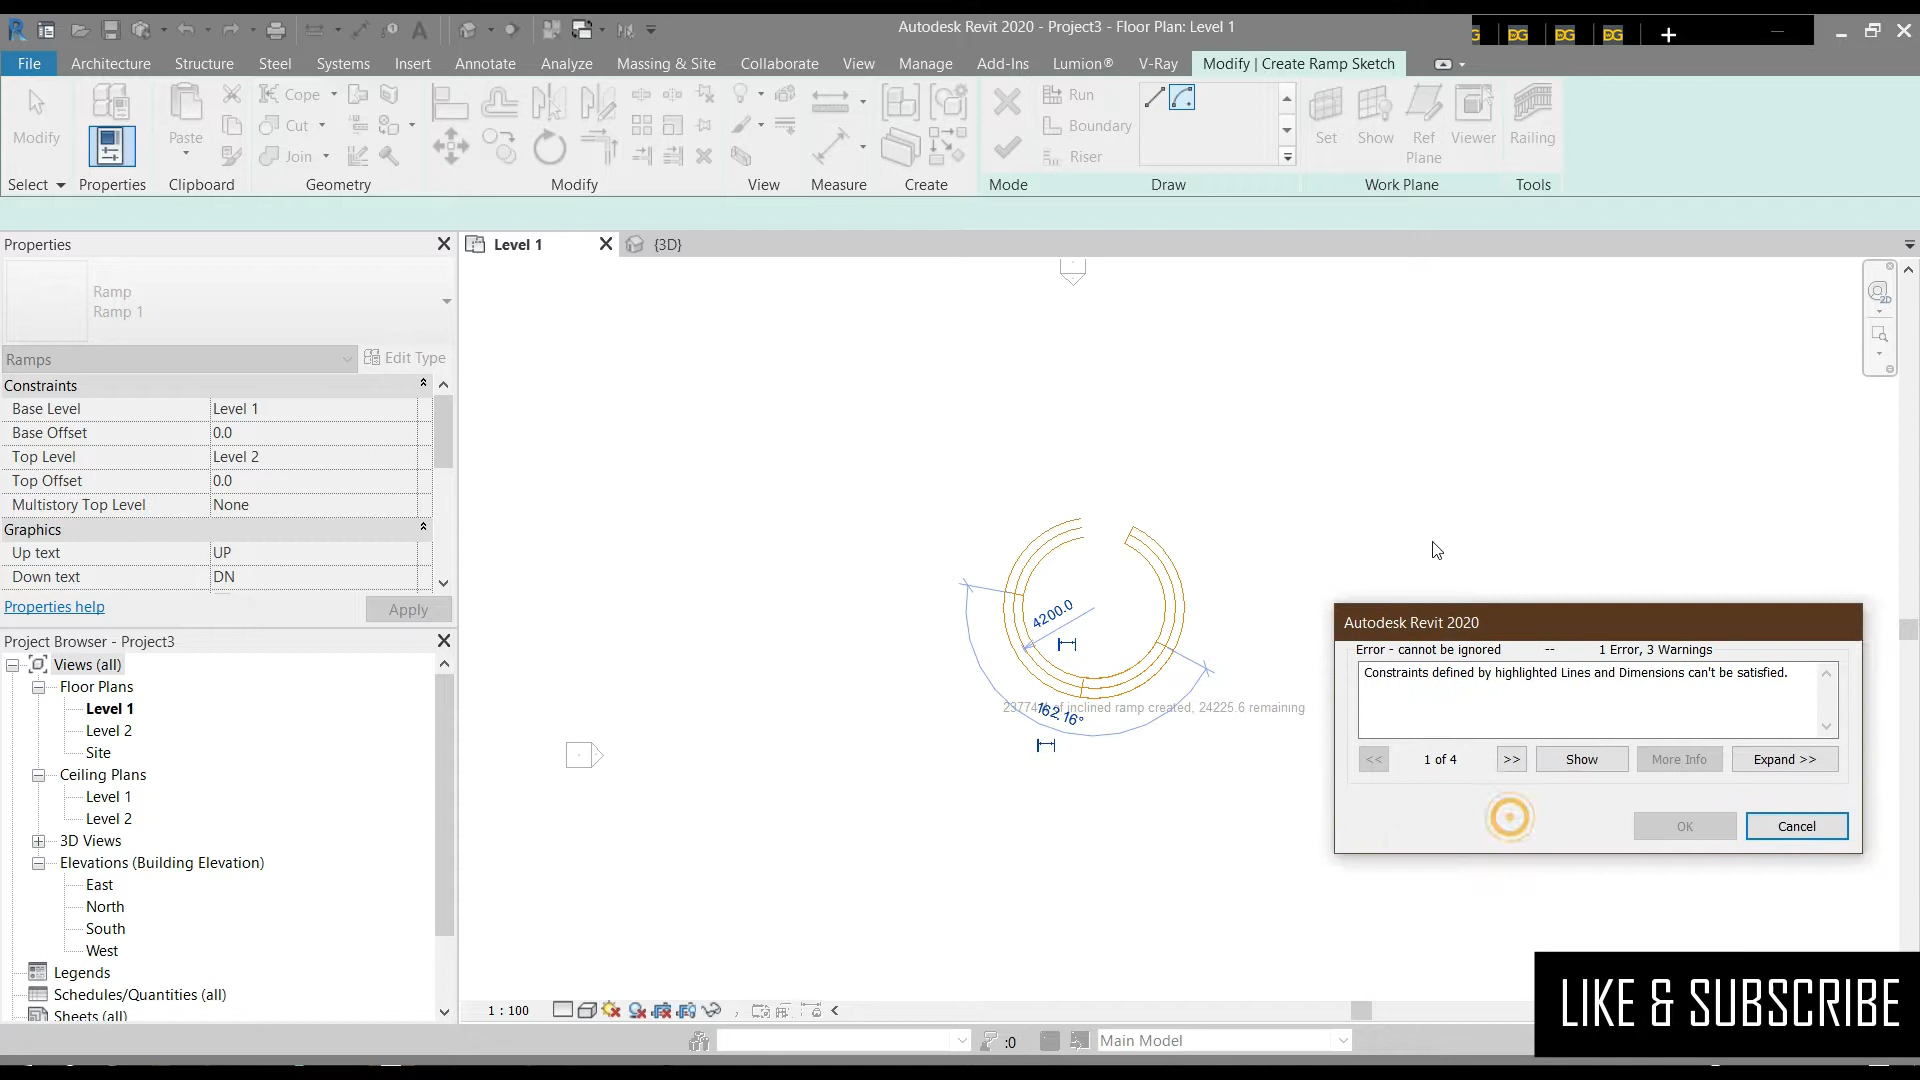 Autodesk Revit 2020 - Project3 - Floor Plan: Level 1
File Architecture Structure Steel Systems Insert Annotate Analyze Massing & Site Collaborate View Manage Add-Ins Lumion® V-Ray Modify | Create Ramp Sketch
Modify
Paste
Cope
Cut
Join
Run
Boundary
Riser
Set Show Ref Plane Viewer Railing
Select Properties Clipboard Geometry Modify View Measure Create Mode Draw Work Plane Tools
Properties
Level 1
{3D}
Ramp
Ramp 1
Ramps
Edit Type
Constraints
Base Level Level 1
Base Offset 0.0
Top Level Level 2
Top Offset 0.0
Multistory Top Level None
Graphics
Up text UP
Down text DN
Properties help
Apply
Project Browser - Project3
Views (all)
Floor Plans
Level 1
Level 2
Site
Ceiling Plans
Level 1
Level 2
3D Views
Elevations (Building Elevation)
East
North
South
West
Legends
Schedules/Quantities (all)
Sheets (all)
2D
4200.0
162.16°
of inclined ramp created, 24225.6 remaining
Autodesk Revit 2020
Error - cannot be ignored -- 1 Error, 3 Warnings
Constraints defined by highlighted Lines and Dimensions can't be satisfied.
<< 1 of 4 >> Show More Info Expand >>
OK Cancel
1 : 100
:0
Main Model
LIKE & SUBSCRIBE
DG DG DG